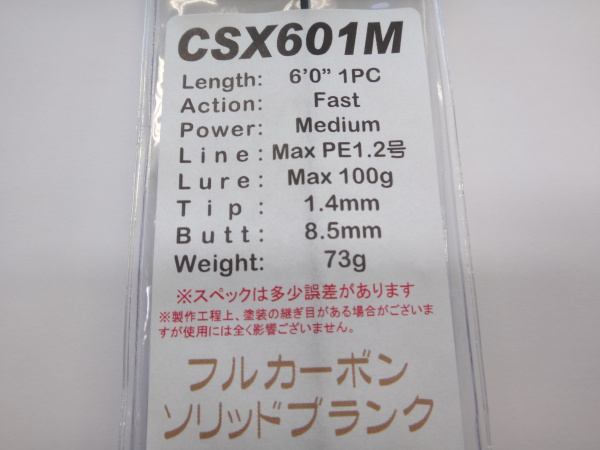 CSX601M
Length: 6'0” 1PC
Action: Fast
Power: Medium
Line: Max PE1.2号
Lure: Max 100g
Tip: 1.4mm
Butt: 8.5mm
Weight: 73g
※スペックは多少誤差があります
※製作工程上、塗装の継ぎ目がある場合がございま
すが使用には全く影響ございません。
フルカーボン
ソリッドブランク